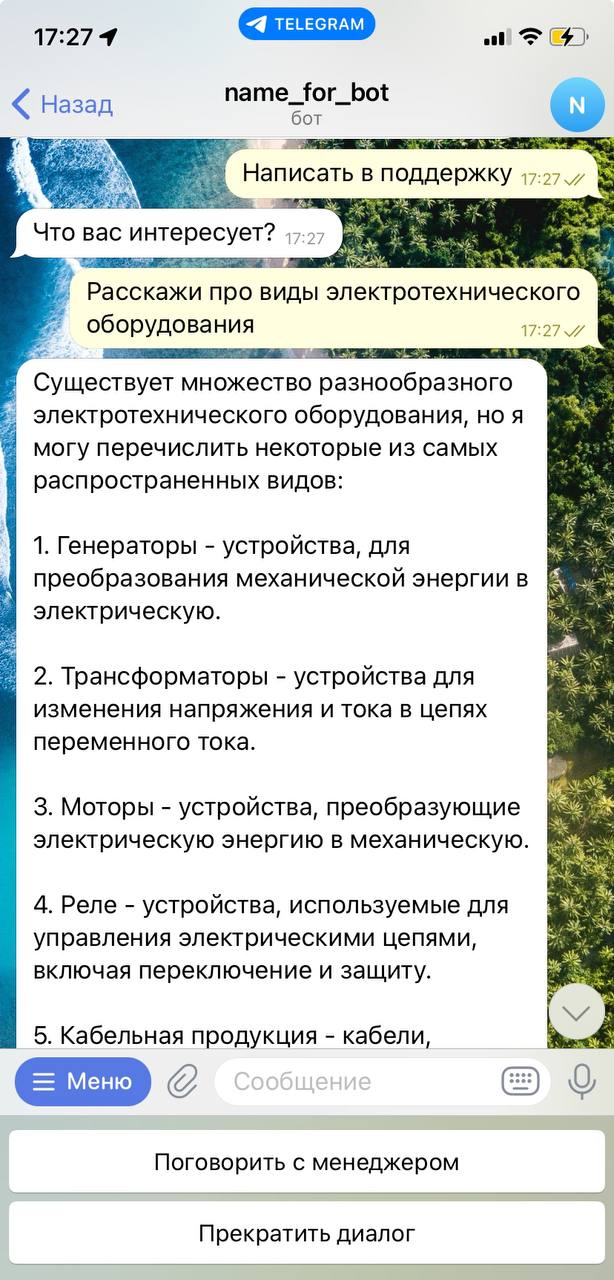 17:27
TELEGRAM
Назад
name_for_bot
бот
N
Написать в поддержку 17:27
Что вас интересует? 17:27
Расскажи про виды электротехнического
оборудования 17:27
Существует множество разнообразного
электротехнического оборудования, но я
могу перечислить некоторые из самых
распространенных видов:
1. Генераторы - устройства, для
преобразования механической энергии в
электрическую.
2. Трансформаторы - устройства для
изменения напряжения и тока в цепях
переменного тока.
3. Моторы - устройства, преобразующие
электрическую энергию в механическую.
4. Реле - устройства, используемые для
управления электрическими цепями,
включая переключение и защиту.
5. Кабельная продукция - кабели,
Меню
Сообщение
Поговорить с менеджером
Прекратить диалог